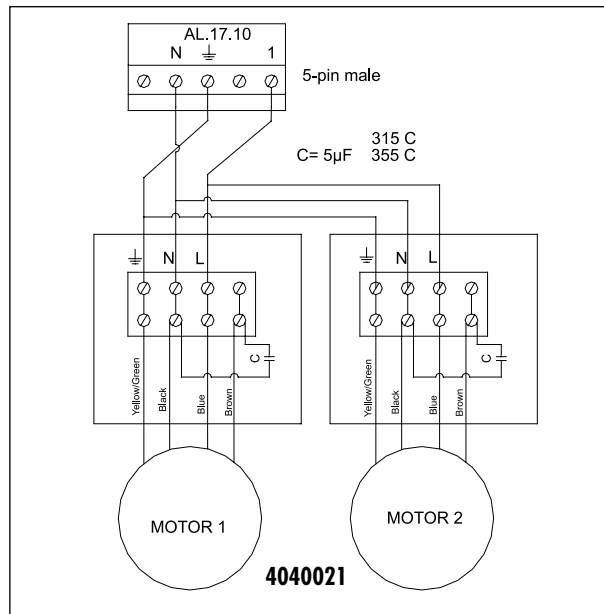 AL.17.10
N ⏚ 1
5-pin male
315 C
C= 5µF 355 C
⏚ N L
⏚ N L
C
C
Yellow/Green
Black
Blue
Brown
Yellow/Green
Black
Blue
Brown
MOTOR 1
MOTOR 2
4040021